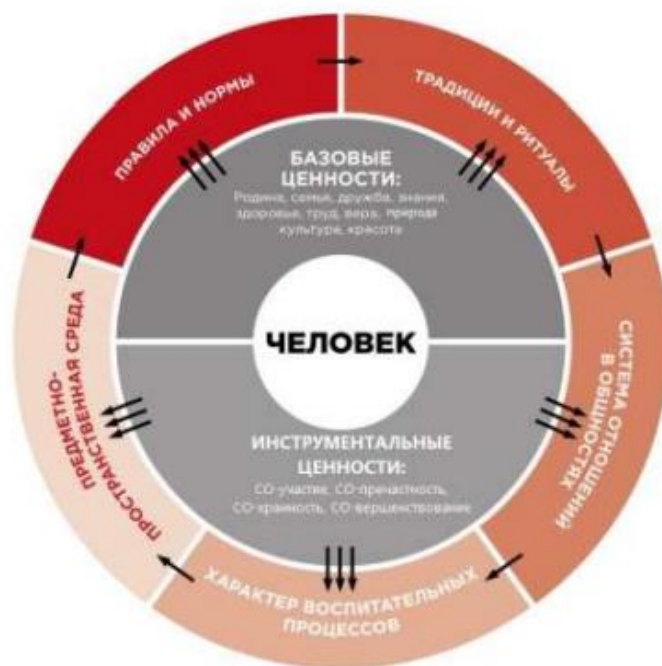 ПРАВИЛА И НОРМЫ
ТРАДИЦИИ И РИТУАЛЫ
БАЗОВЫЕ
ЦЕННОСТИ:
Родина, семья, дружба, знания,
здоровье, труд, вера, природа
культура, красота
ЧЕЛОВЕК
ИНСТРУМЕНТАЛЬНЫЕ
ЦЕННОСТИ:
СО-участие, СО-причастность,
СО-хранность, СО-вершенствование
СИСТЕМА ОТНОШЕНИЙ
В ОБЩНОСТЯХ
ХАРАКТЕР ВОСПИТАТЕЛЬНЫХ
ПРОЦЕССОВ
ПРЕДМЕТНО-
ПРОСТРАНСТВЕННАЯ СРЕДА